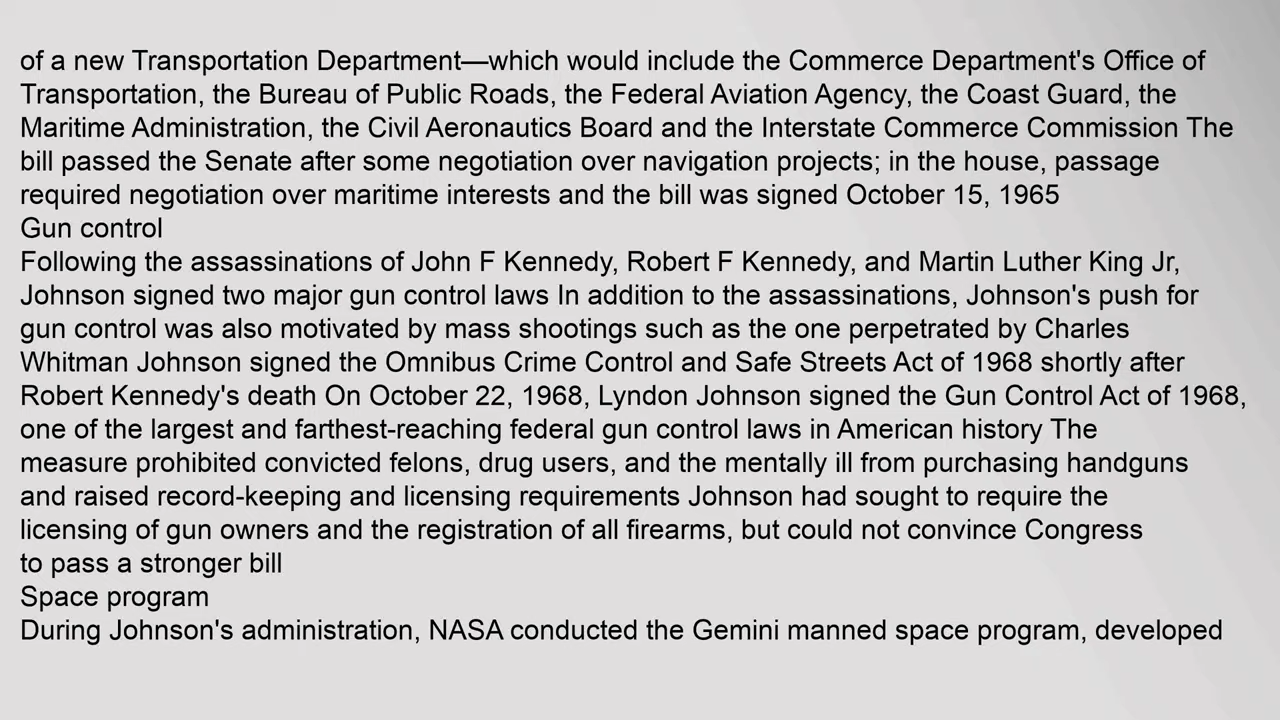 of a new Transportation Department—which would include the Commerce Department's Office of
Transportation, the Bureau of Public Roads, the Federal Aviation Agency, the Coast Guard, the
Maritime Administration, the Civil Aeronautics Board and the Interstate Commerce Commission The
bill passed the Senate after some negotiation over navigation projects; in the house, passage
required negotiation over maritime interests and the bill was signed October 15, 1965
Gun control
Following the assassinations of John F Kennedy, Robert F Kennedy, and Martin Luther King Jr,
Johnson signed two major gun control laws In addition to the assassinations, Johnson's push for
gun control was also motivated by mass shootings such as the one perpetrated by Charles
Whitman Johnson signed the Omnibus Crime Control and Safe Streets Act of 1968 shortly after
Robert Kennedy's death On October 22, 1968, Lyndon Johnson signed the Gun Control Act of 1968,
one of the largest and farthest-reaching federal gun control laws in American history The
measure prohibited convicted felons, drug users, and the mentally ill from purchasing handguns
and raised record-keeping and licensing requirements Johnson had sought to require the
licensing of gun owners and the registration of all firearms, but could not convince Congress
to pass a stronger bill
Space program
During Johnson's administration, NASA conducted the Gemini manned space program, developed